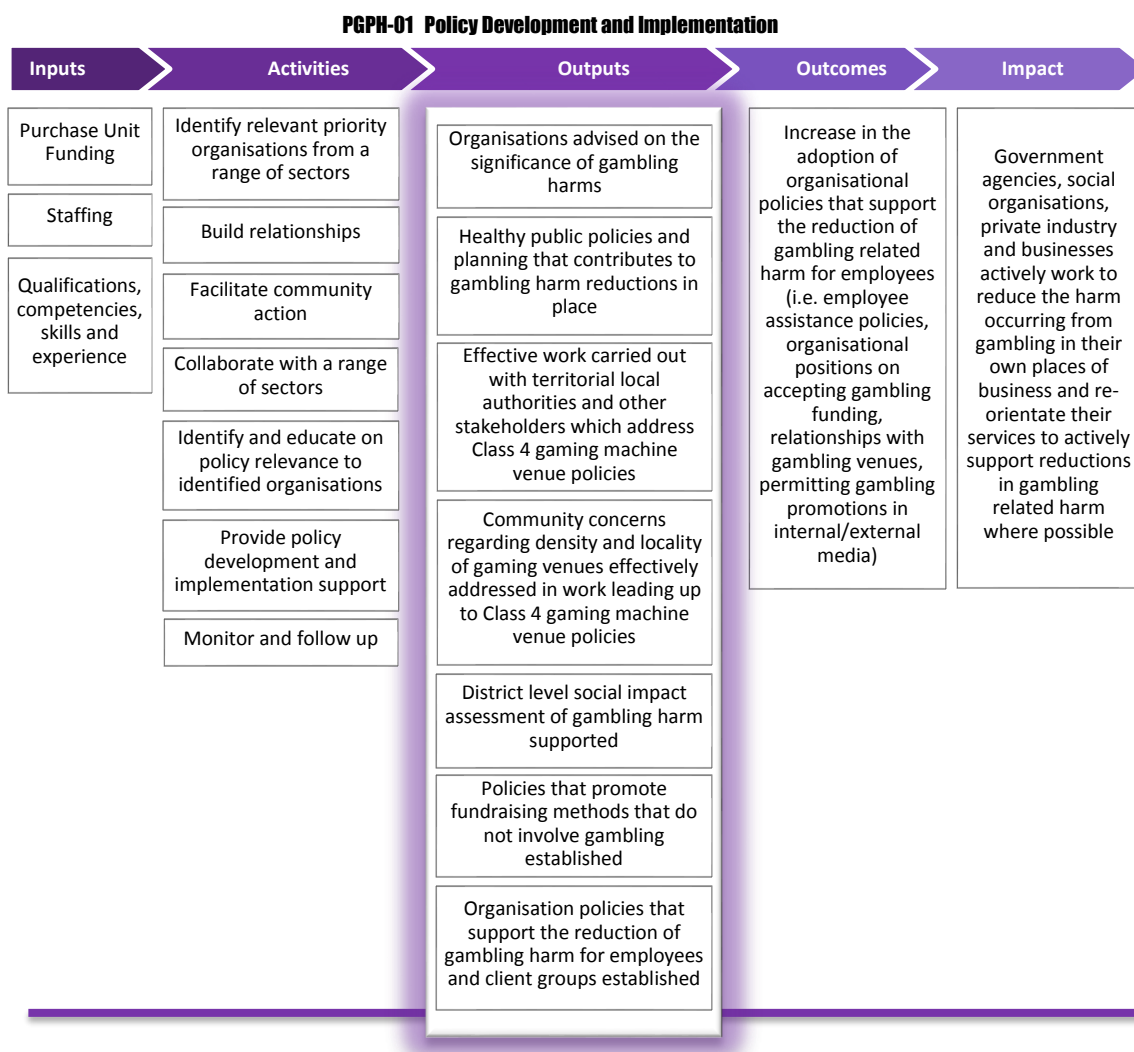 PGPH-01 Policy Development and Implementation
Inputs
Activities
Outputs
Outcomes
Impact
Purchase Unit
Funding
Staffing
Qualifications,
competencies,
skills and
experience
Identify relevant priority
organisations from a
range of sectors
Build relationships
Facilitate community
action
Collaborate with a range
of sectors
Identify and educate on
policy relevance to
identified organisations
Provide policy
development and
implementation support
Monitor and follow up
Organisations advised on the
significance of gambling
harms
Healthy public policies and
planning that contributes to
gambling harm reductions in
place
Effective work carried out
with territorial local
authorities and other
stakeholders which address
Class 4 gaming machine
venue policies
Community concerns
regarding density and locality
of gaming venues effectively
addressed in work leading up
to Class 4 gaming machine
venue policies
District level social impact
assessment of gambling harm
supported
Policies that promote
fundraising methods that do
not involve gambling
established
Organisation policies that
support the reduction of
gambling harm for employees
and client groups established
Increase in the
adoption of
organisational
policies that support
the reduction of
gambling related
harm for employees
(i.e. employee
assistance policies,
organisational
positions on
accepting gambling
funding,
relationships with
gambling venues,
permitting gambling
promotions in
internal/external
media)
Government
agencies, social
organisations,
private industry
and businesses
actively work to
reduce the harm
occurring from
gambling in their
own places of
business and re-
orientate their
services to actively
support reductions
in gambling
related harm
where possible